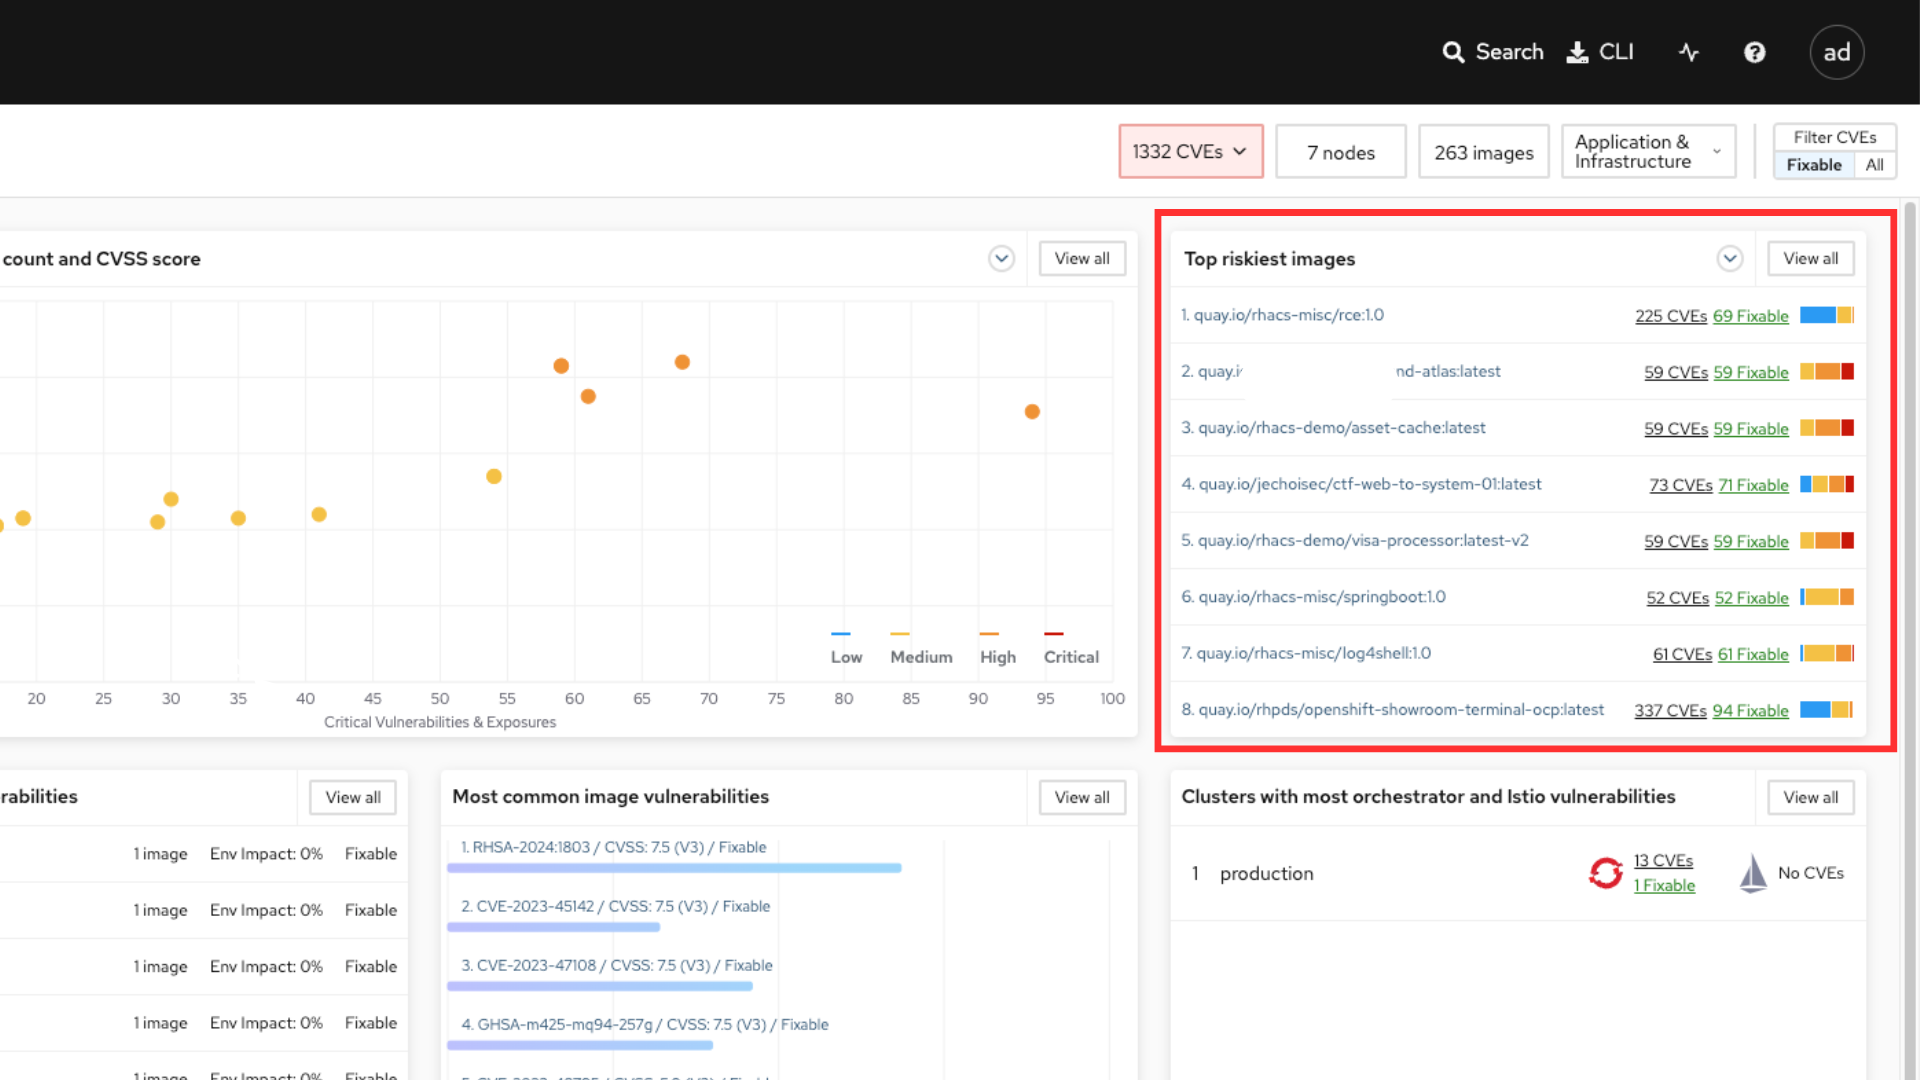 Search
CLI
ad
1332 CVEs
7 nodes
263 images
Application &
Infrastructure
Filter CVEs
Fixable All
count and CVSS score
View all
Low
Medium
High
Critical
20 25 30 35 40 45 50 55 60 65 70 75 80 85 90 95 100
Critical Vulnerabilities & Exposures
Top riskiest images
View all
1. quay.io/rhacs-misc/rce:1.0 225 CVEs 69 Fixable
2. quay.i nd-atlas:latest 59 CVEs 59 Fixable
3. quay.io/rhacs-demo/asset-cache:latest 59 CVEs 59 Fixable
4. quay.io/jechoisec/ctf-web-to-system-01:latest 73 CVEs 71 Fixable
5. quay.io/rhacs-demo/visa-processor:latest-v2 59 CVEs 59 Fixable
6. quay.io/rhacs-misc/springboot:1.0 52 CVEs 52 Fixable
7. quay.io/rhacs-misc/log4shell:1.0 61 CVEs 61 Fixable
8. quay.io/rhpds/openshift-showroom-terminal-ocp:latest 337 CVEs 94 Fixable
rabilities
View all
1 image Env Impact: 0% Fixable
1 image Env Impact: 0% Fixable
1 image Env Impact: 0% Fixable
1 image Env Impact: 0% Fixable
1 image Env Impact: 0% Fixable
Most common image vulnerabilities
View all
1. RHSA-2024:1803 / CVSS: 7.5 (V3) / Fixable
2. CVE-2023-45142 / CVSS: 7.5 (V3) / Fixable
3. CVE-2023-47108 / CVSS: 7.5 (V3) / Fixable
4. GHSA-m425-mq94-257g / CVSS: 7.5 (V3) / Fixable
Clusters with most orchestrator and Istio vulnerabilities
View all
1 production
13 CVEs
1 Fixable
No CVEs